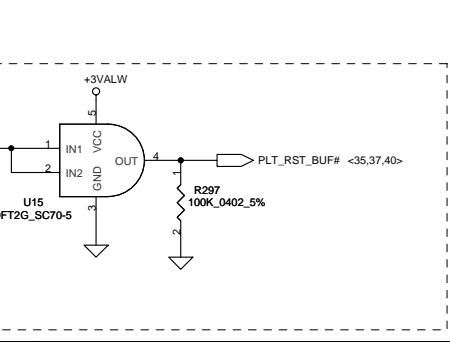 +3VALW
5
1 IN1 VCC OUT 4 PLT_RST_BUF# <35,37,40>
2 IN2 GND
1
R297
100K_0402_5%
U15
FT2G_SC70-5
3
2